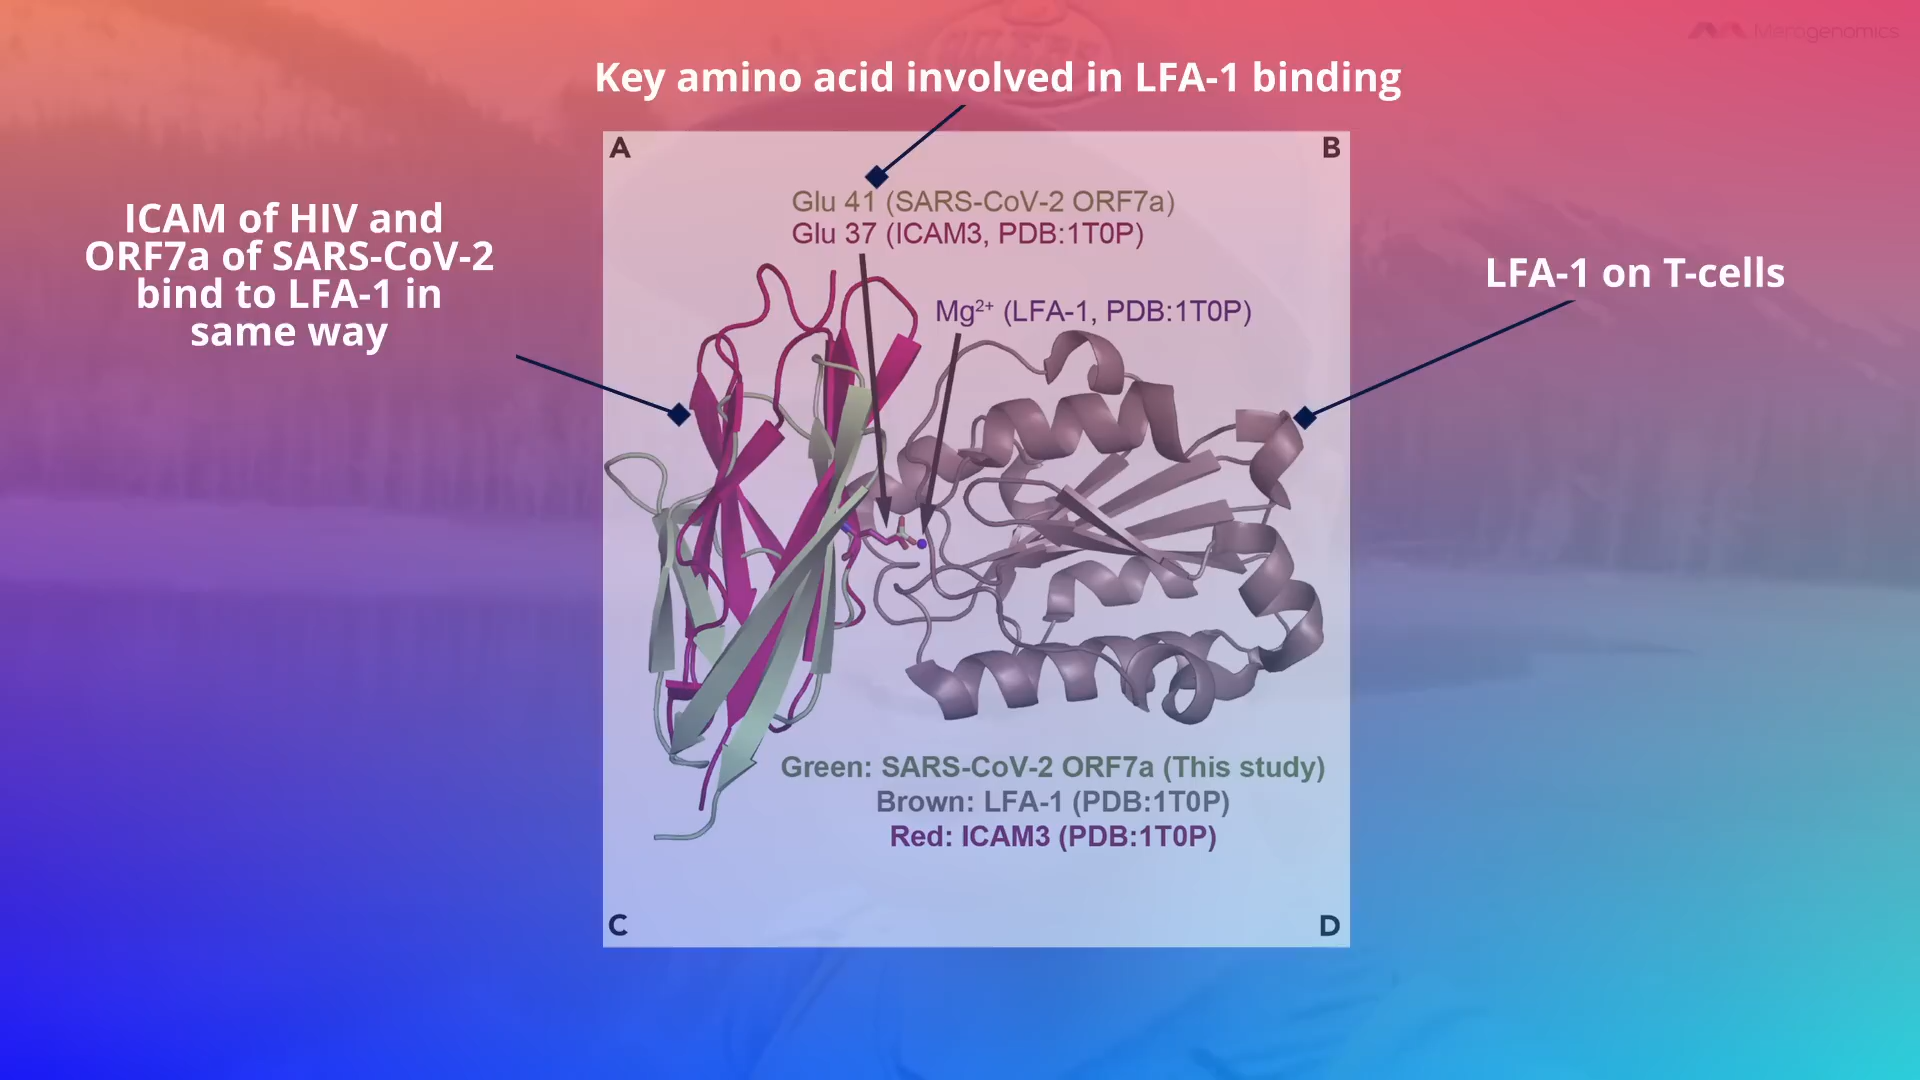 Merogenomics
Key amino acid involved in LFA-1 binding
A
B
Glu 41 (SARS-CoV-2 ORF7a)
Glu 37 (ICAM3, PDB:1T0P)
ICAM of HIV and
ORF7a of SARS-CoV-2
bind to LFA-1 in
same way
LFA-1 on T-cells
Mg²⁺ (LFA-1, PDB:1T0P)
Green: SARS-CoV-2 ORF7a (This study)
Brown: LFA-1 (PDB:1T0P)
Red: ICAM3 (PDB:1T0P)
C
D